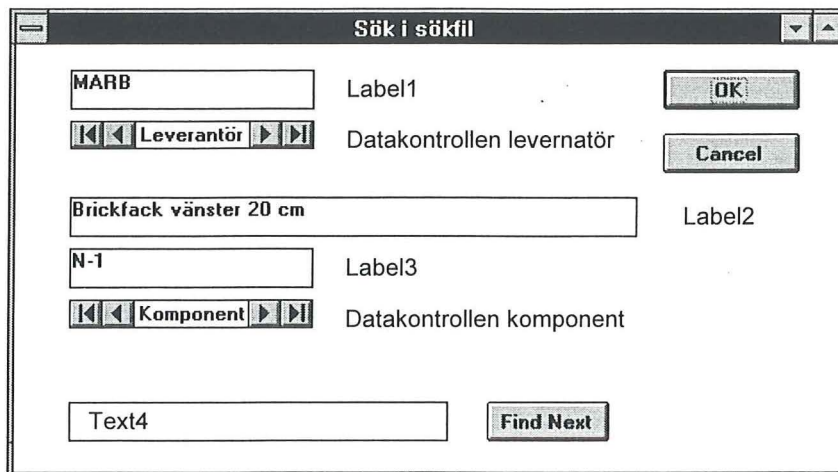 Sök i sökfil
MARB Label1 OK
Leverantör Datakontrollen levernatör
Cancel
Brickfack vänster 20 cm Label2
N-1 Label3
Komponent Datakontrollen komponent
Text4 Find Next